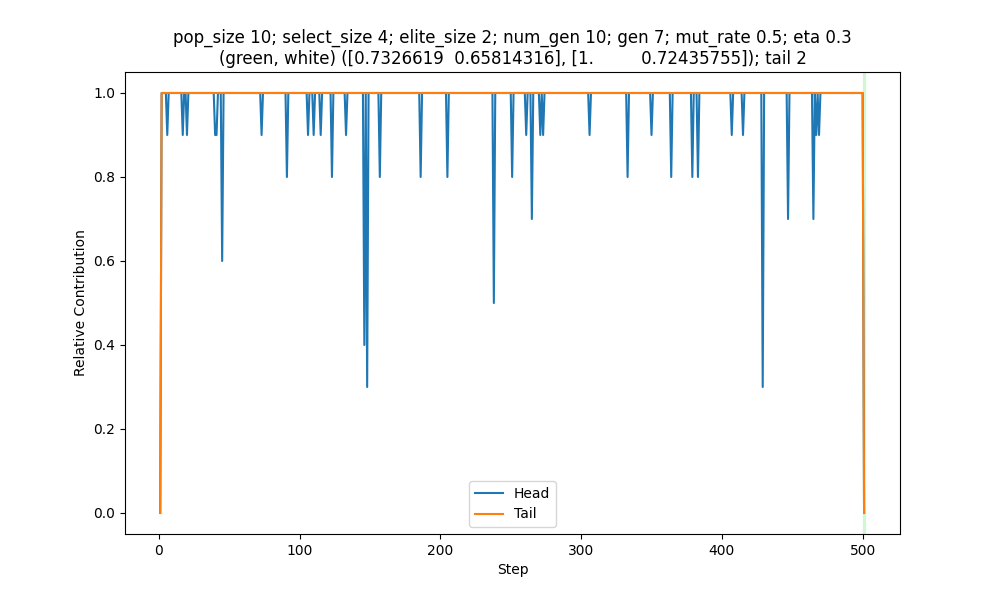 pop_size 10; select_size 4; elite_size 2; num_gen 10; gen 7; mut_rate 0.5; eta 0.3
(green, white) ([0.7326619  0.65814316], [1.         0.72435755]); tail 2
1.0
0.8
0.6
0.4
0.2
0.0
Relative Contribution
Head
Tail
0
100
200
300
400
500
Step